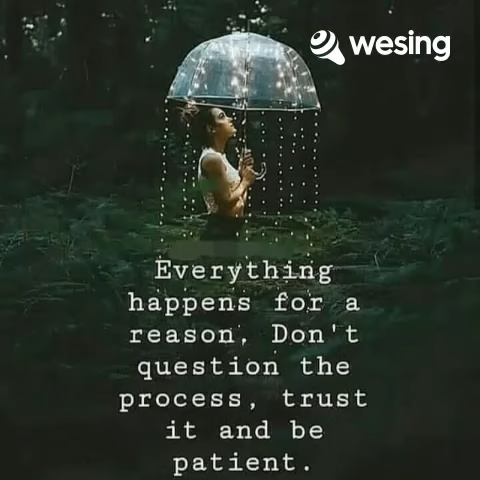 wesing
Everything
happens for a
reason. Don't
question the
process, trust
it and be
patient.